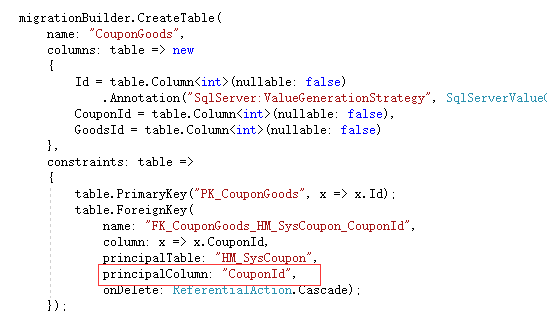 migrationBuilder.CreateTable(
name: "CouponGoods",
columns: table => new
{
Id = table.Column<int>(nullable: false)
.Annotation("SqlServer:ValueGenerationStrategy", SqlServerValueG
CouponId = table.Column<int>(nullable: false),
GoodsId = table.Column<int>(nullable: false)
},
constraints: table =>
{
table.PrimaryKey("PK_CouponGoods", x => x.Id);
table.ForeignKey(
name: "FK_CouponGoods_HM_SysCoupon_CouponId",
column: x => x.CouponId,
principalTable: "HM_SysCoupon",
principalColumn: "CouponId",
onDelete: ReferentialAction.Cascade);
});